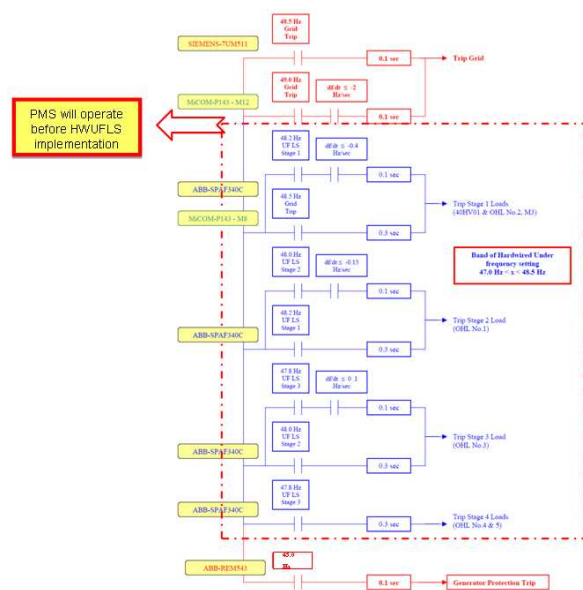 48.5 Hz
Grid
Trip
SIEMENS-7UM511
0.1 sec
Trip Grid
49.0 Hz
Grid
Trip
df/dt ≤ -2
Hz/sec
MiCOM-P143 - M12
0.1 sec
PMS will operate
before HWUFLS
implementation
48.2 Hz
UF LS
Stage 1
df/dt ≤ -0.4
Hz/sec
ABB-SPAF340C
0.1 sec
48.5 Hz
Grid
Trip
Trip Stage 1 Loads
(40HV01 & OHL No.2, M3)
MiCOM-P143 - M8
0.3 sec
48.0 Hz
UF LS
Stage 2
df/dt ≤ -0.15
Hz/sec
Band of Hardwired Under
frequency setting
47.0 Hz < x < 48.5 Hz
0.1 sec
48.2 Hz
UF LS
Stage 1
Trip Stage 2 Load
(OHL No.1)
ABB-SPAF340C
0.3 sec
47.8 Hz
UF LS
Stage 3
df/dt ≤ 0 .1
Hz/sec
0.1 sec
48.0 Hz
UF LS
Stage 2
Trip Stage 3 Load
(OHL No.3)
ABB-SPAF340C
0.3 sec
47.8 Hz
UF LS
Stage 3
ABB-SPAF340C
0.3 sec
Trip Stage 4 Loads
(OHL No.4 & 5)
Hz
ABB-REM543
0.1 sec
Generator Protection Trip